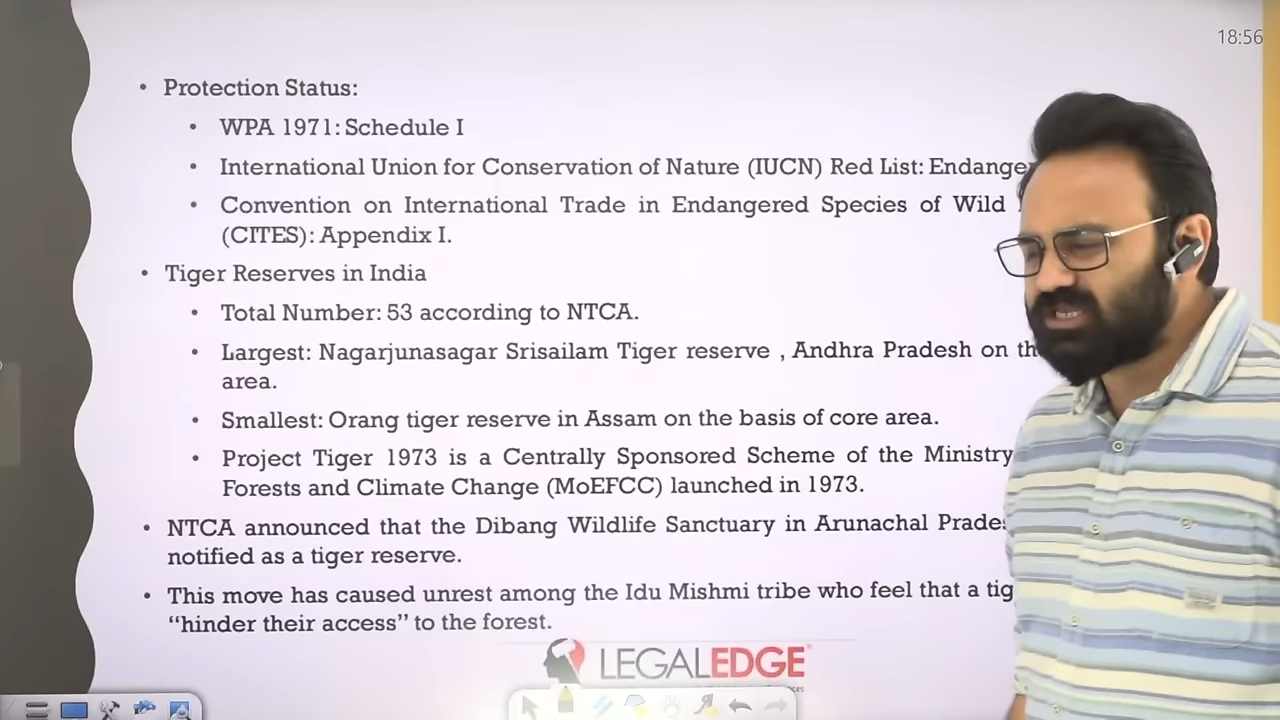 18:56
• Protection Status:
• WPA 1971: Schedule I
• International Union for Conservation of Nature (IUCN) Red List:
• Convention on International Trade in Endangered Species of Wild
(CITES): Appendix I.
• Tiger Reserves in India
• Total Number: 53 according to NTCA.
• Largest: Nagarjunasagar Srisailam Tiger reserve , Andhra Pradesh on
area.
• Smallest: Orang tiger reserve in Assam on the basis of core area.
• Project Tiger 1973 is a Centrally Sponsored Scheme of the Ministry
Forests and Climate Change (MoEFCC) launched in 1973.
• NTCA announced that the Dibang Wildlife Sanctuary in Arunachal
notified as a tiger reserve.
• This move has caused unrest among the Idu Mishmi tribe who feel that a
“hinder their access” to the forest.
LEGALEDGE